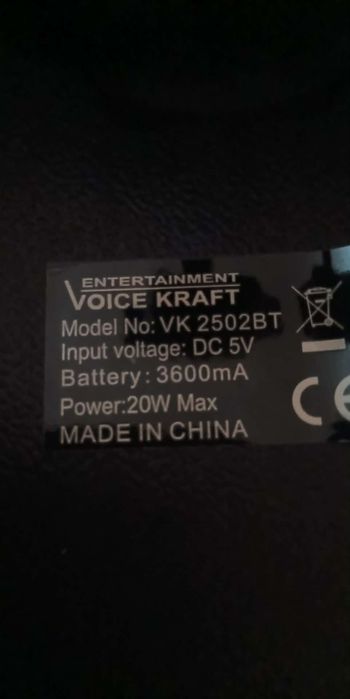 ENTERTAINMENT
VOICE KRAFT
Model No: VK 2502BT
Input voltage: DC 5V
Battery: 3600mA
Power:20W Max
CE
MADE IN CHINA